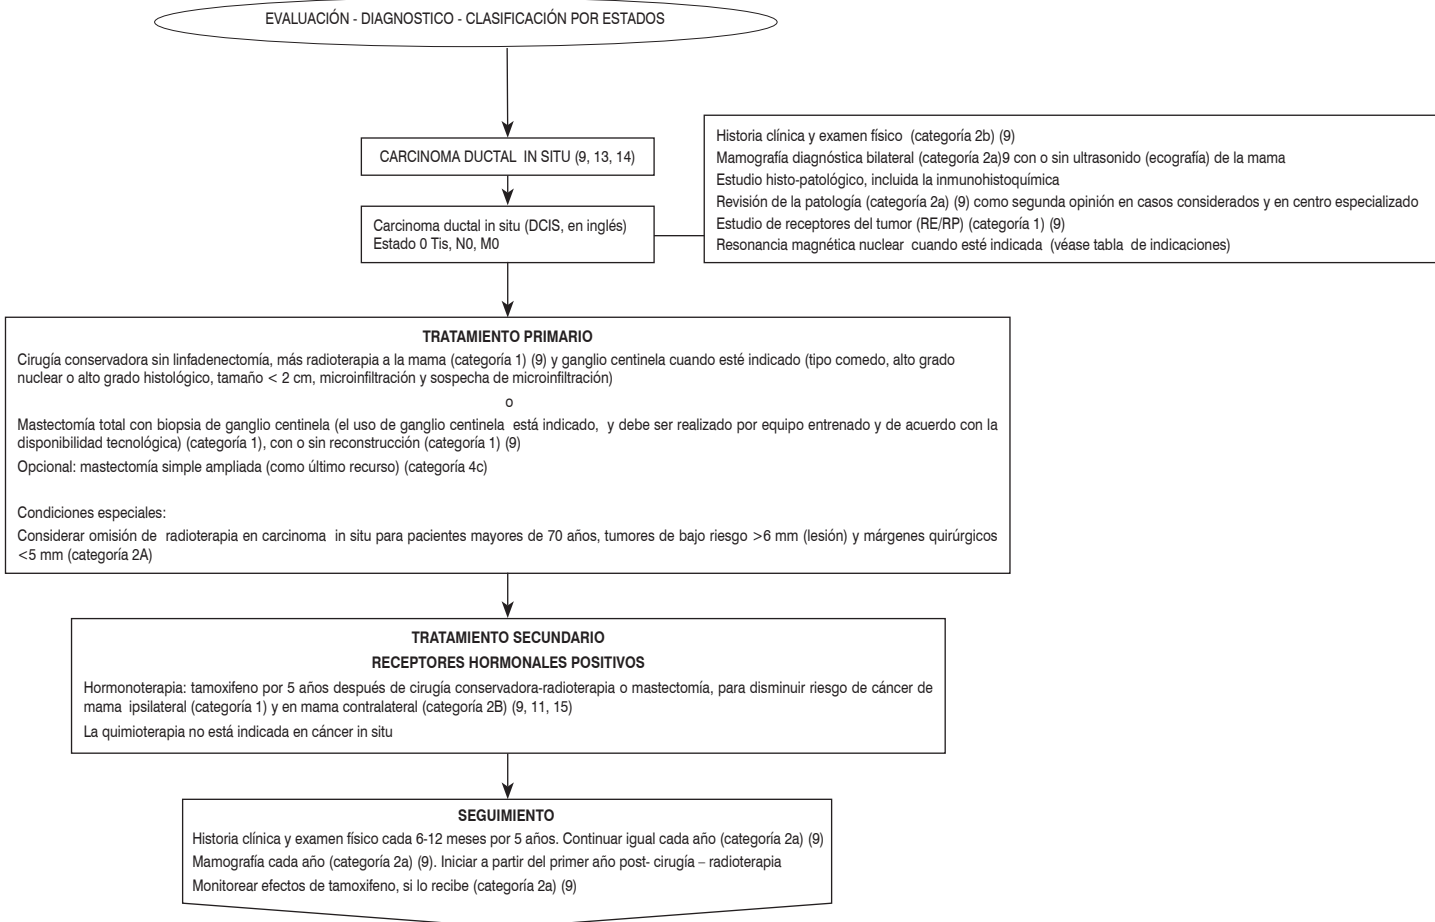 EVALUACIÓN - DIAGNOSTICO - CLASIFICACIÓN POR ESTADOS
CARCINOMA DUCTAL IN SITU (9, 13, 14)
Carcinoma ductal in situ (DCIS, en inglés)
Estado 0 Tis, N0, M0
Historia clínica y examen físico (categoría 2b) (9)
Mamografía diagnóstica bilateral (categoría 2a)9 con o sin ultrasonido (ecografía) de la mama
Estudio histo-patológico, incluida la inmunohistoquímica
Revisión de la patología (categoría 2a) (9) como segunda opinión en casos considerados y en centro especializado
Estudio de receptores del tumor (RE/RP) (categoría 1) (9)
Resonancia magnética nuclear cuando esté indicada (véase tabla de indicaciones)
TRATAMIENTO PRIMARIO
Cirugía conservadora sin linfadenectomía, más radioterapia a la mama (categoría 1) (9) y ganglio centinela cuando esté indicado (tipo comedo, alto grado
nuclear o alto grado histológico, tamaño < 2 cm, microinfiltración y sospecha de microinfiltración)
o
Mastectomía total con biopsia de ganglio centinela (el uso de ganglio centinela está indicado, y debe ser realizado por equipo entrenado y de acuerdo con la
disponibilidad tecnológica) (categoría 1), con o sin reconstrucción (categoría 1) (9)
Opcional: mastectomía simple ampliada (como último recurso) (categoría 4c)
Condiciones especiales:
Considerar omisión de radioterapia en carcinoma in situ para pacientes mayores de 70 años, tumores de bajo riesgo >6 mm (lesión) y márgenes quirúrgicos
<5 mm (categoría 2A)
TRATAMIENTO SECUNDARIO
RECEPTORES HORMONALES POSITIVOS
Hormonoterapia: tamoxifeno por 5 años después de cirugía conservadora-radioterapia o mastectomía, para disminuir riesgo de cáncer de
mama ipsilateral (categoría 1) y en mama contralateral (categoría 2B) (9, 11, 15)
La quimioterapia no está indicada en cáncer in situ
SEGUIMIENTO
Historia clínica y examen físico cada 6-12 meses por 5 años. Continuar igual cada año (categoría 2a) (9)
Mamografía cada año (categoría 2a) (9). Iniciar a partir del primer año post- cirugía – radioterapia
Monitorear efectos de tamoxifeno, si lo recibe (categoría 2a) (9)